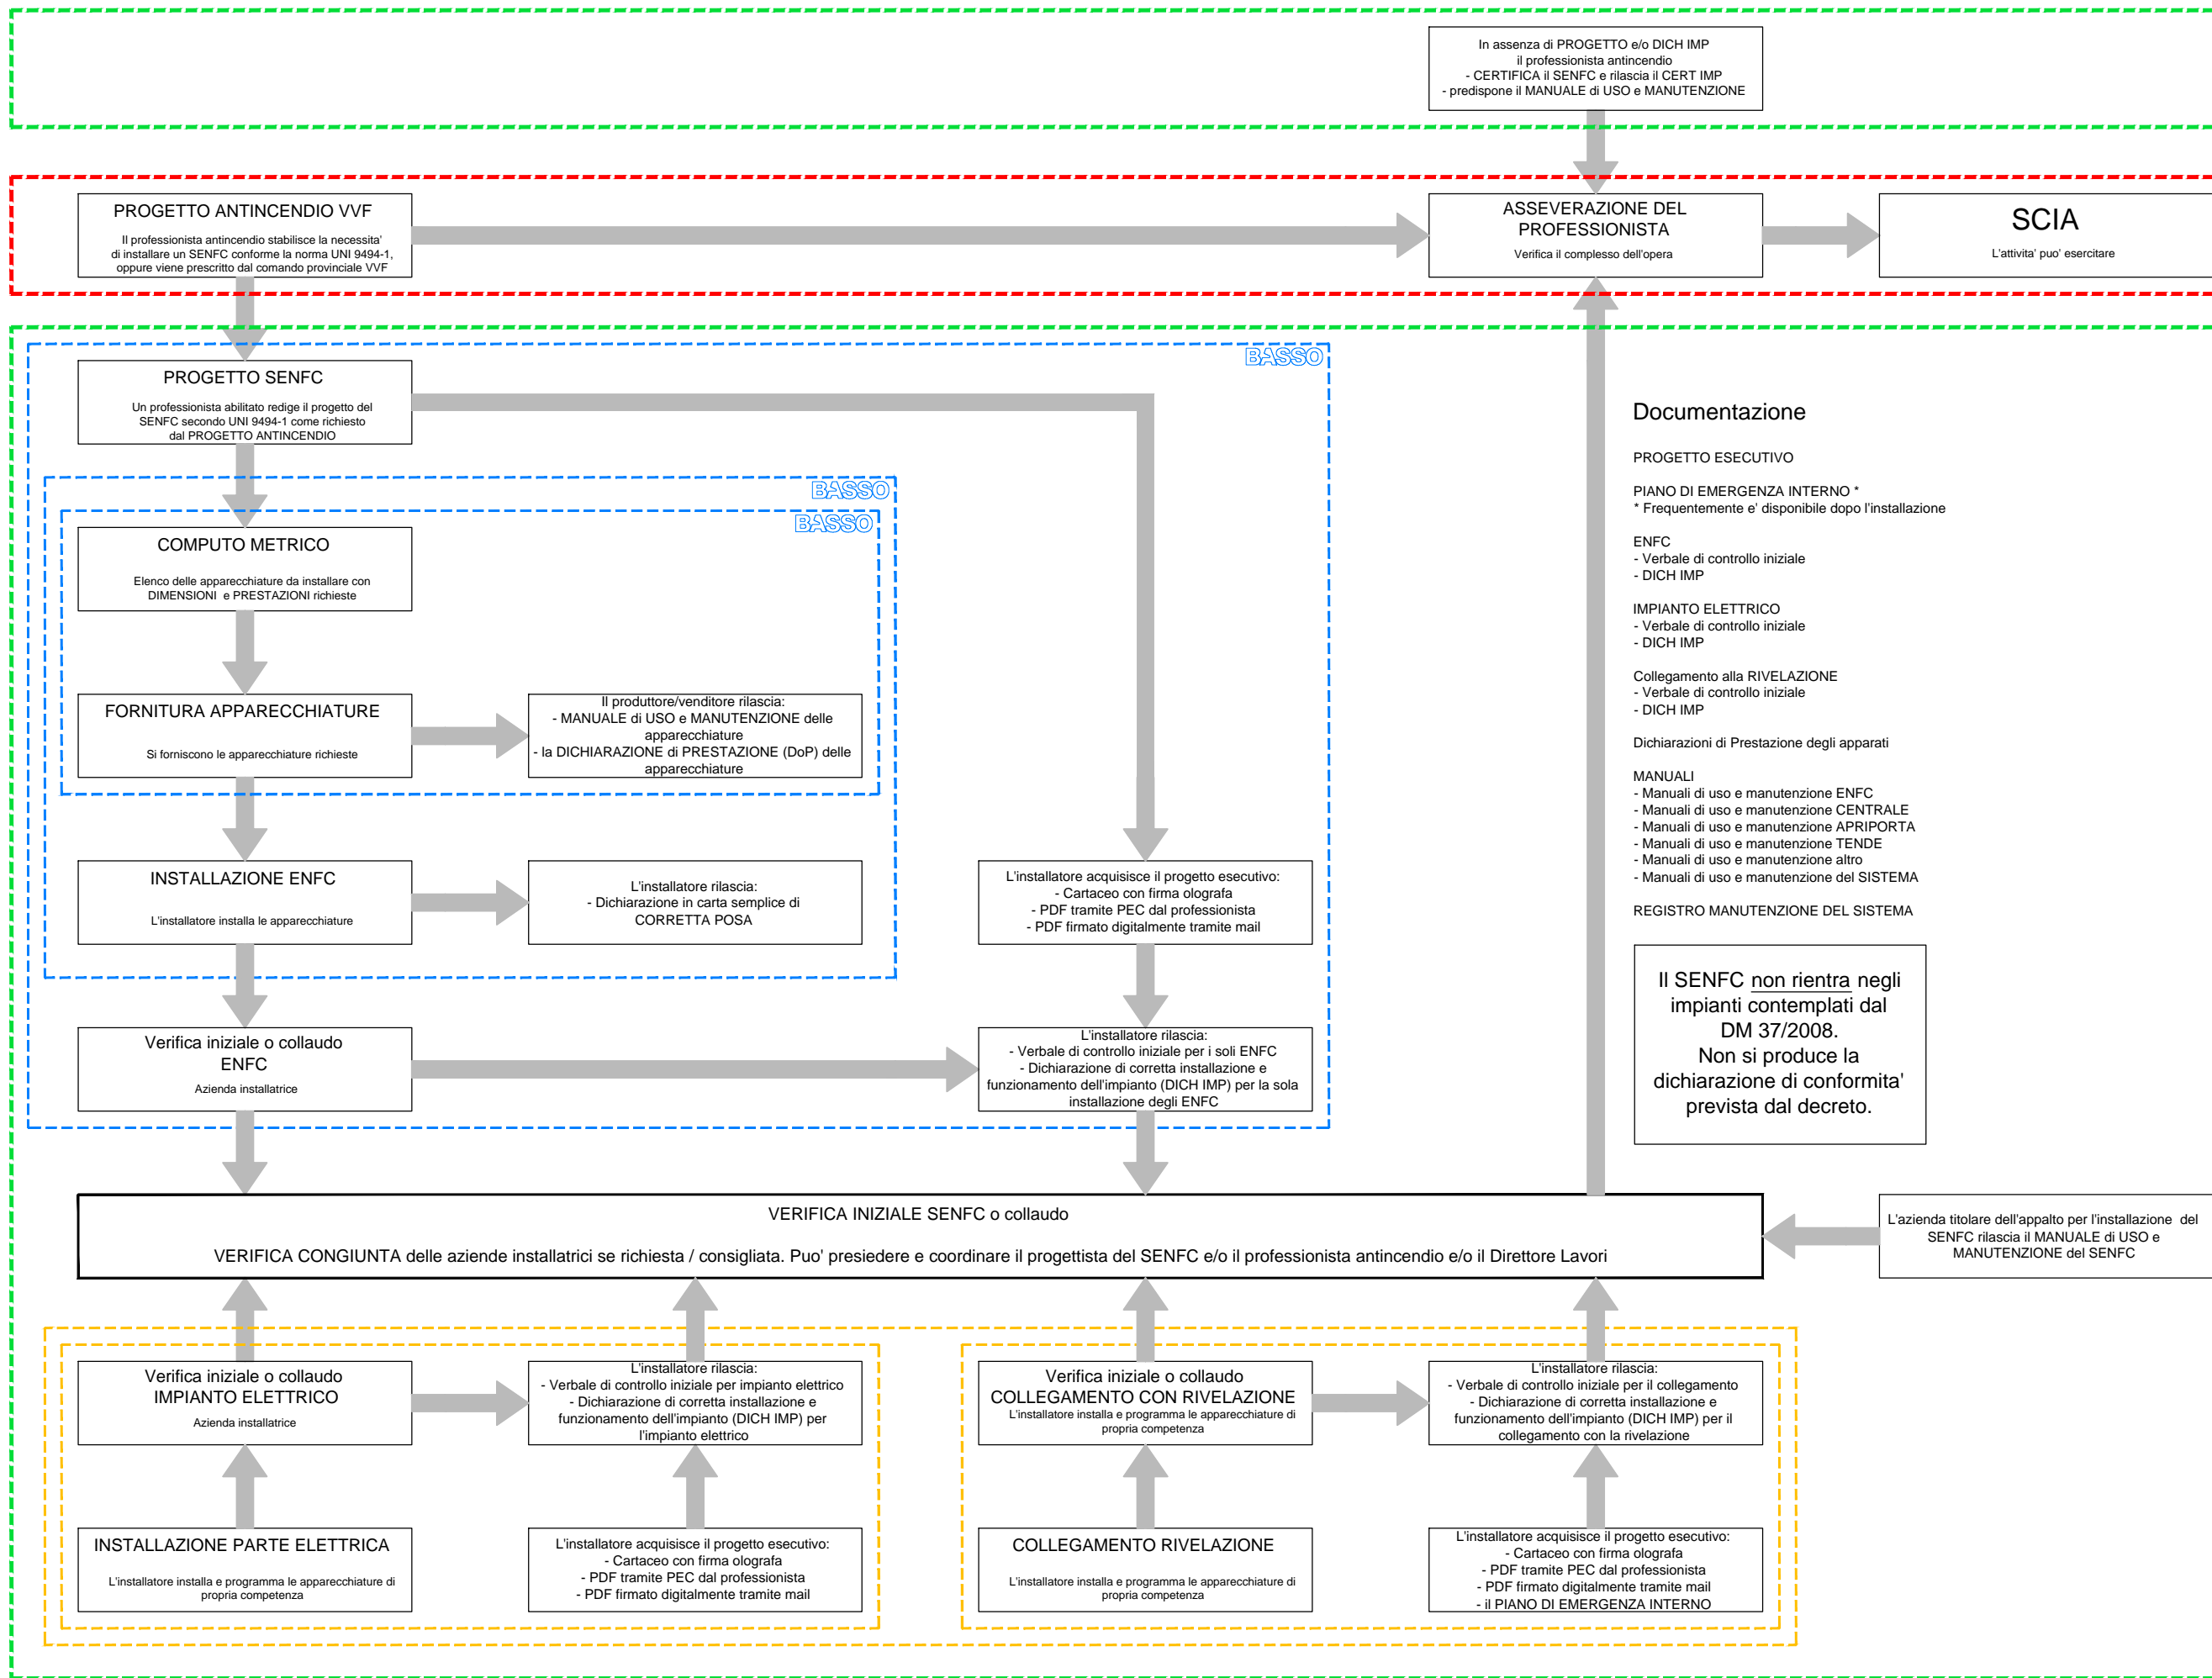 In assenza di PROGETTO e/o DICH IMP
il professionista antincendio
- CERTIFICA il SENFC e rilascia il CERT IMP
- predispone il MANUALE di USO e MANUTENZIONE
PROGETTO ANTINCENDIO VVF
Il professionista antincendio stabilisce la necessita'
di installare un SENFC conforme la norma UNI 9494-1,
oppure viene prescritto dal comando provinciale VVF
ASSEVERAZIONE DEL
PROFESSIONISTA
Verifica il complesso dell'opera
SCIA
L'attivita' puo' esercitare
BASSO
PROGETTO SENFC
Un professionista abilitato redige il progetto del
SENFC secondo UNI 9494-1 come richiesto
dal PROGETTO ANTINCENDIO
BASSO
BASSO
COMPUTO METRICO
Elenco delle apparecchiature da installare con
DIMENSIONI e PRESTAZIONI richieste
FORNITURA APPARECCHIATURE
Si forniscono le apparecchiature richieste
Il produttore/venditore rilascia:
- MANUALE di USO e MANUTENZIONE delle
apparecchiature
- la DICHIARAZIONE di PRESTAZIONE (DoP) delle
apparecchiature
INSTALLAZIONE ENFC
L'installatore installa le apparecchiature
L'installatore rilascia:
- Dichiarazione in carta semplice di
CORRETTA POSA
L'installatore acquisisce il progetto esecutivo:
- Cartaceo con firma olografa
- PDF tramite PEC dal professionista
- PDF firmato digitalmente tramite mail
Verifica iniziale o collaudo
ENFC
Azienda installatrice
L'installatore rilascia:
- Verbale di controllo iniziale per i soli ENFC
- Dichiarazione di corretta installazione e
funzionamento dell'impianto (DICH IMP) per la sola
installazione degli ENFC
Documentazione
PROGETTO ESECUTIVO
PIANO DI EMERGENZA INTERNO *
* Frequentemente e' disponibile dopo l'installazione
ENFC
- Verbale di controllo iniziale
- DICH IMP
IMPIANTO ELETTRICO
- Verbale di controllo iniziale
- DICH IMP
Collegamento alla RIVELAZIONE
- Verbale di controllo iniziale
- DICH IMP
Dichiarazioni di Prestazione degli apparati
MANUALI
- Manuali di uso e manutenzione ENFC
- Manuali di uso e manutenzione CENTRALE
- Manuali di uso e manutenzione APRIPORTA
- Manuali di uso e manutenzione TENDE
- Manuali di uso e manutenzione altro
- Manuali di uso e manutenzione del SISTEMA
REGISTRO MANUTENZIONE DEL SISTEMA
Il SENFC non rientra negli
impianti contemplati dal
DM 37/2008.
Non si produce la
dichiarazione di conformita'
prevista dal decreto.
VERIFICA INIZIALE SENFC o collaudo
VERIFICA CONGIUNTA delle aziende installatrici se richiesta / consigliata. Puo' presiedere e coordinare il progettista del SENFC e/o il professionista antincendio e/o il Direttore Lavori
L'azienda titolare dell'appalto per l'installazione del
SENFC rilascia il MANUALE di USO e
MANUTENZIONE del SENFC
Verifica iniziale o collaudo
IMPIANTO ELETTRICO
Azienda installatrice
L'installatore rilascia:
- Verbale di controllo iniziale per impianto elettrico
- Dichiarazione di corretta installazione e
funzionamento dell'impianto (DICH IMP) per
l'impianto elettrico
Verifica iniziale o collaudo
COLLEGAMENTO CON RIVELAZIONE
L'installatore installa e programma le apparecchiature di
propria competenza
L'installatore rilascia:
- Verbale di controllo iniziale per il collegamento
- Dichiarazione di corretta installazione e
funzionamento dell'impianto (DICH IMP) per il
collegamento con la rivelazione
INSTALLAZIONE PARTE ELETTRICA
L'installatore installa e programma le apparecchiature di
propria competenza
L'installatore acquisisce il progetto esecutivo:
- Cartaceo con firma olografa
- PDF tramite PEC dal professionista
- PDF firmato digitalmente tramite mail
COLLEGAMENTO RIVELAZIONE
L'installatore installa e programma le apparecchiature di
propria competenza
L'installatore acquisisce il progetto esecutivo:
- Cartaceo con firma olografa
- PDF tramite PEC dal professionista
- PDF firmato digitalmente tramite mail
- il PIANO DI EMERGENZA INTERNO